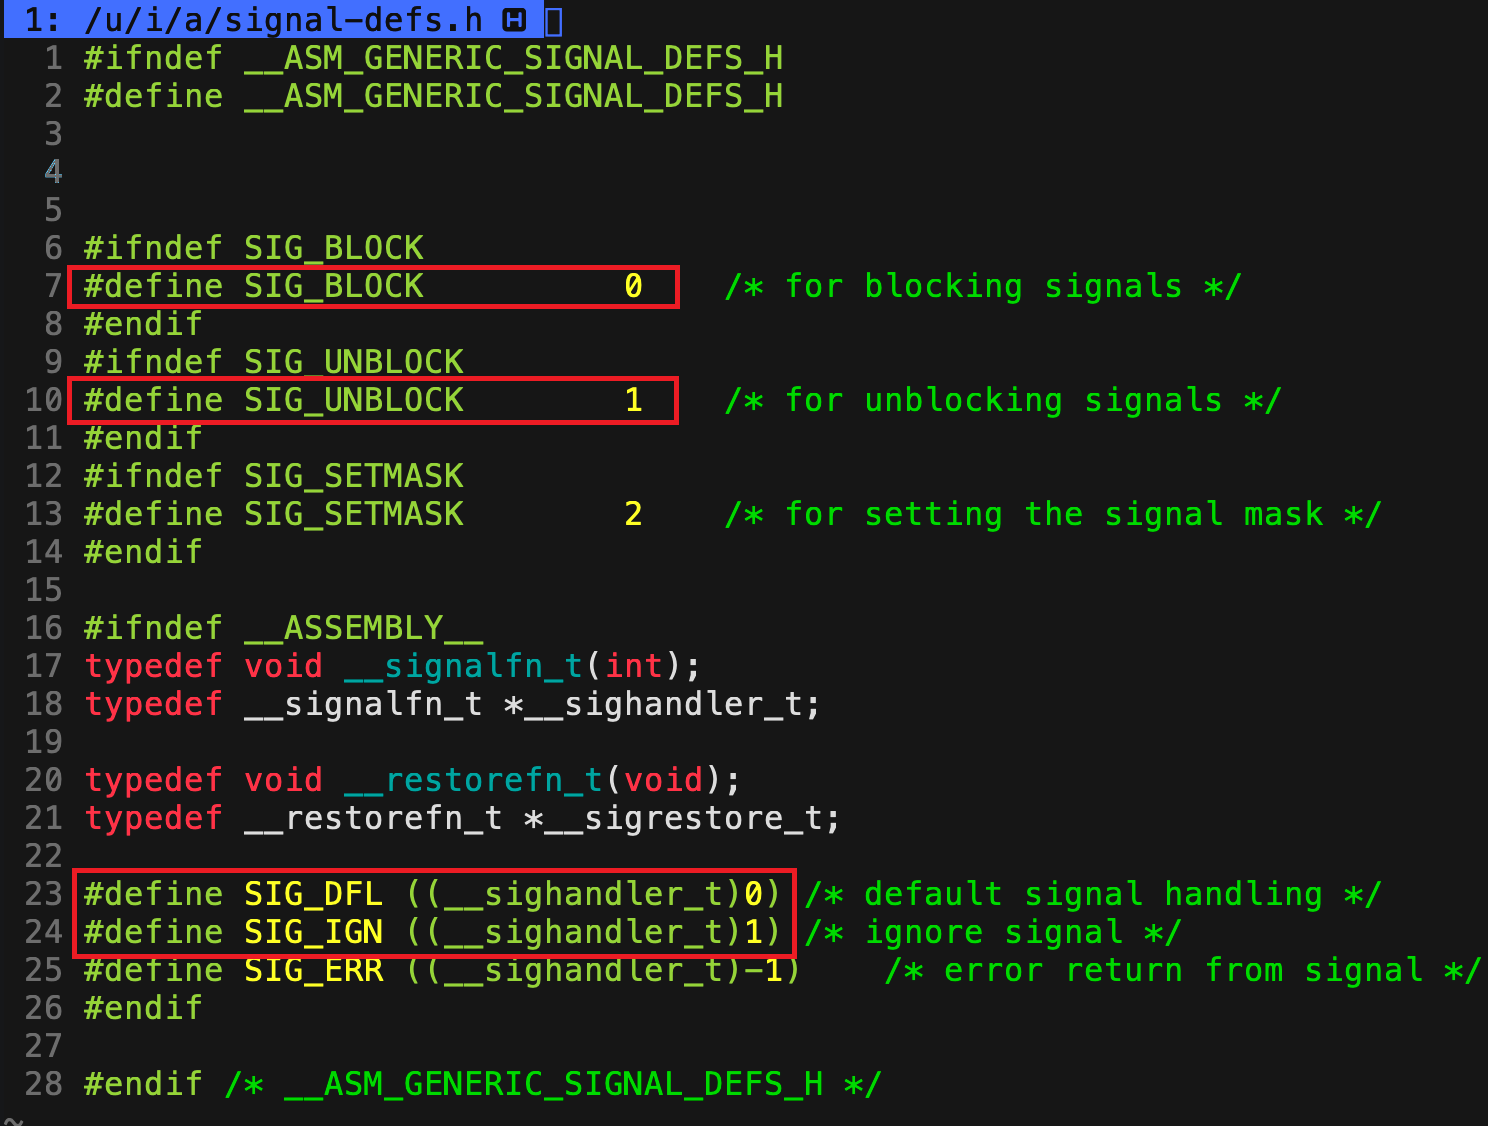 1: /u/i/a/signal-defs.h H
1 #ifndef __ASM_GENERIC_SIGNAL_DEFS_H
2 #define __ASM_GENERIC_SIGNAL_DEFS_H
3
4
5
6 #ifndef SIG_BLOCK
7 #define SIG_BLOCK          0    /* for blocking signals */
8 #endif
9 #ifndef SIG_UNBLOCK
10 #define SIG_UNBLOCK        1    /* for unblocking signals */
11 #endif
12 #ifndef SIG_SETMASK
13 #define SIG_SETMASK        2    /* for setting the signal mask */
14 #endif
15
16 #ifndef __ASSEMBLY__
17 typedef void __signalfn_t(int);
18 typedef __signalfn_t *__sighandler_t;
19
20 typedef void __restorefn_t(void);
21 typedef __restorefn_t *__sigrestore_t;
22
23 #define SIG_DFL ((__sighandler_t)0) /* default signal handling */
24 #define SIG_IGN ((__sighandler_t)1) /* ignore signal */
25 #define SIG_ERR ((__sighandler_t)-1)    /* error return from signal */
26 #endif
27
28 #endif /* __ASM_GENERIC_SIGNAL_DEFS_H */
~